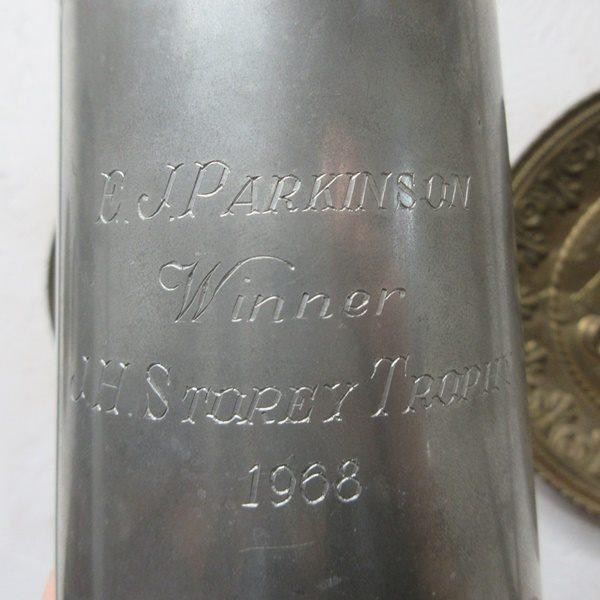 E. J. PARKINSON
Winner
J.H. STOREY TROPHY
1968